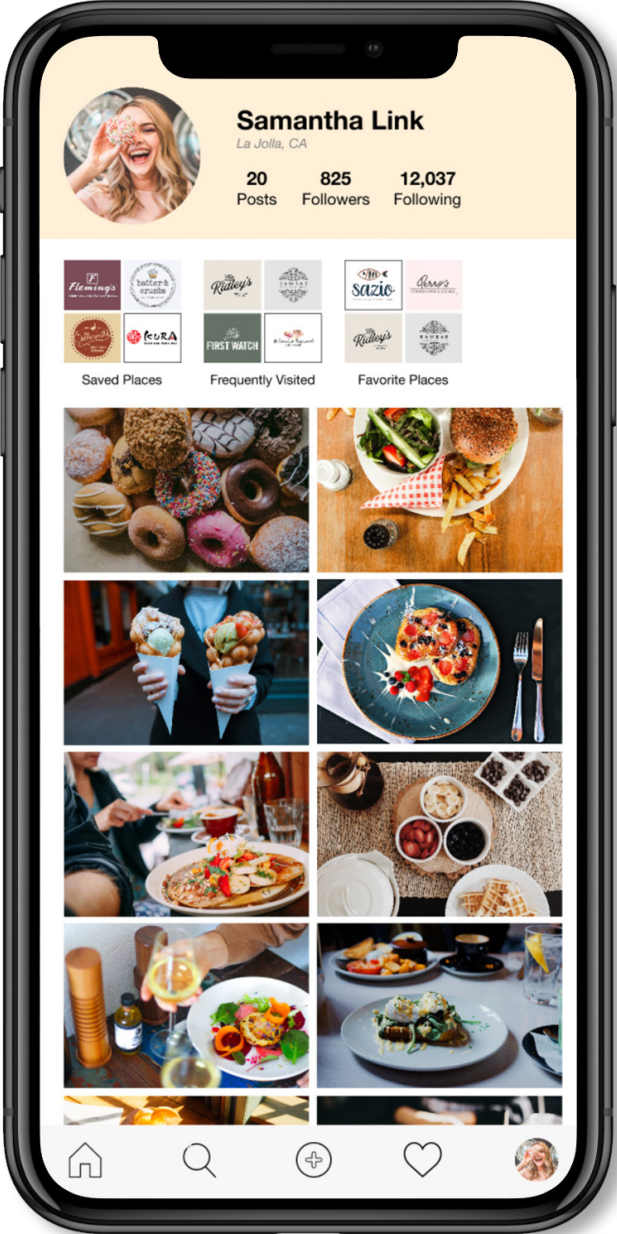 Samantha Link
La Jolla, CA
20 825 12,037
Posts Followers Following
Fleming's
batter &
crumbs
Ridley's
sazio
KURA
FIRST WATCH
Ridley's
Saved Places Frequently Visited Favorite Places